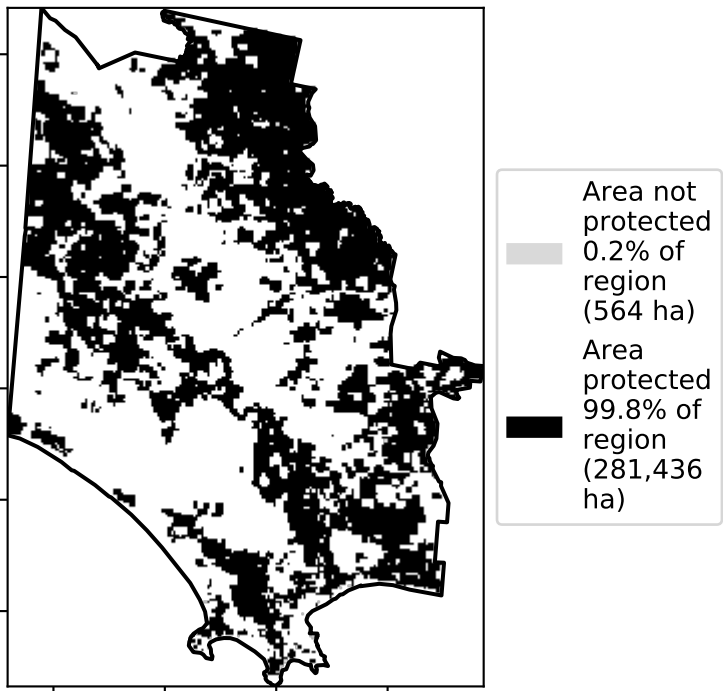 Area not
protected
0.2% of
region
(564 ha)
Area
protected
99.8% of
region
(281,436
ha)